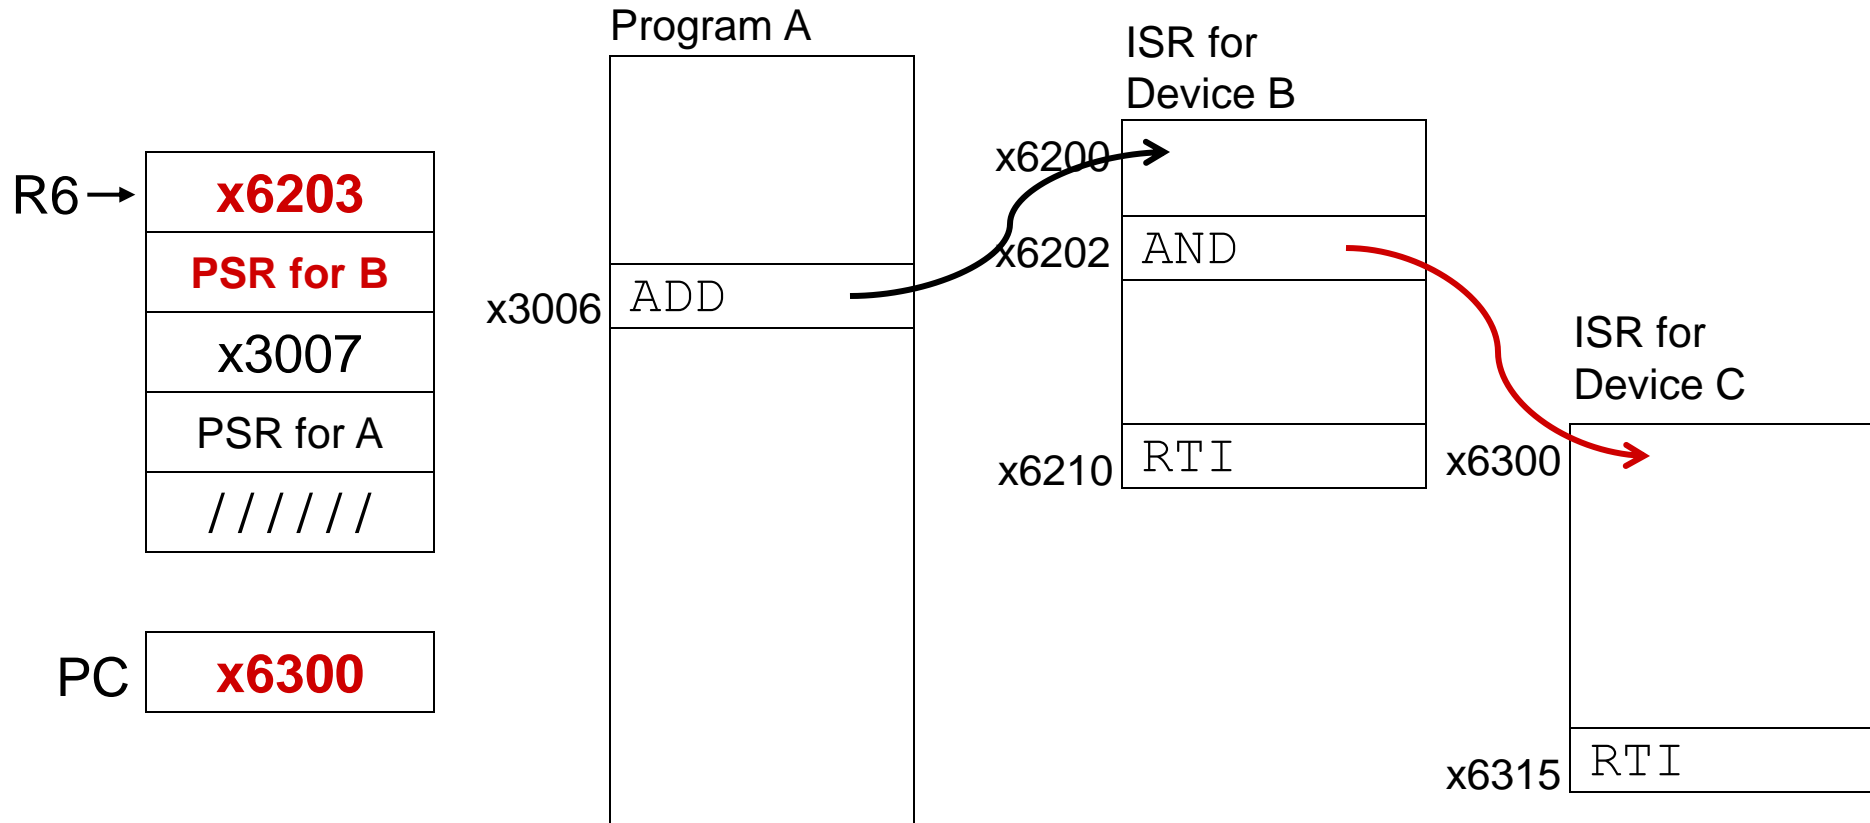 Program A
ISR for
Device B
R6
x6203
PSR for B
x3007
PSR for A
//////
PC
x6300
x3006
ADD
x6200
x6202
AND
x6210
RTI
ISR for
Device C
x6300
x6315
RTI